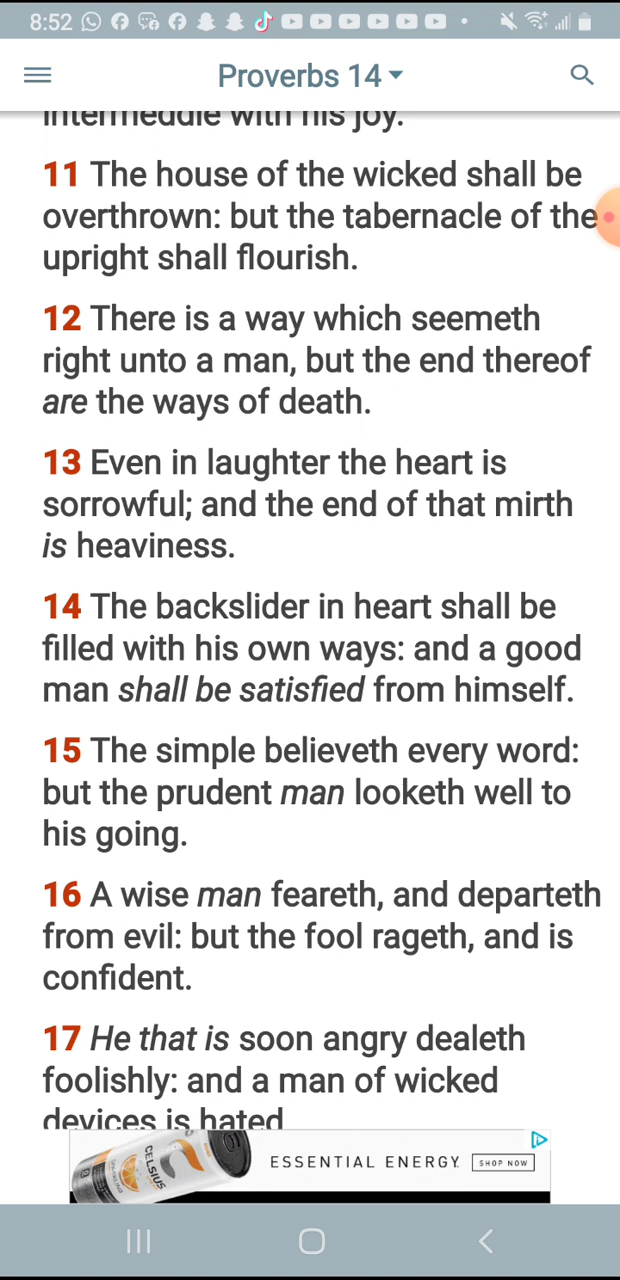 8:52
Proverbs 14
intermeddle with his joy.
11 The house of the wicked shall be
overthrown: but the tabernacle of the
upright shall flourish.
12 There is a way which seemeth
right unto a man, but the end thereof
are the ways of death.
13 Even in laughter the heart is
sorrowful; and the end of that mirth
is heaviness.
14 The backslider in heart shall be
filled with his own ways: and a good
man shall be satisfied from himself.
15 The simple believeth every word:
but the prudent man looketh well to
his going.
16 A wise man feareth, and departeth
from evil: but the fool rageth, and is
confident.
17 He that is soon angry dealeth
foolishly: and a man of wicked
devices is hated
CELSIUS
ESSENTIAL ENERGY.
SHOP NOW